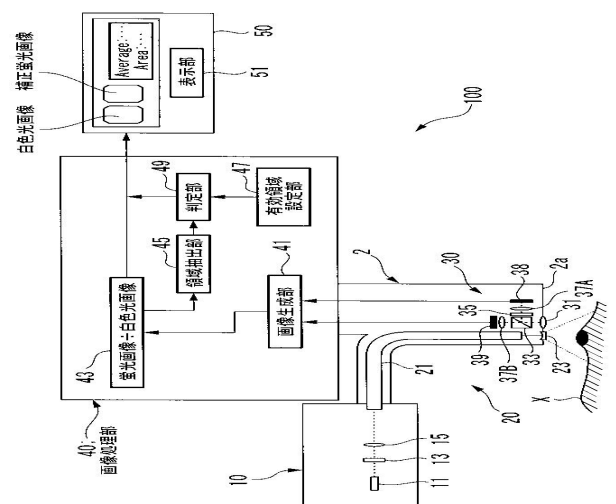 白色光画像
補正蛍光画像
Average:‥‥
Area:‥‥
表示部
50
51
100
43
蛍光画像÷白色光画像
49
判定部
45
領域抽出部
47
有効領域
設定部
41
画像生成部
40;
画像処理部
2
30
2a
38
37A
35
31
39
37B
33
23
21
20
X
10
15
13
11